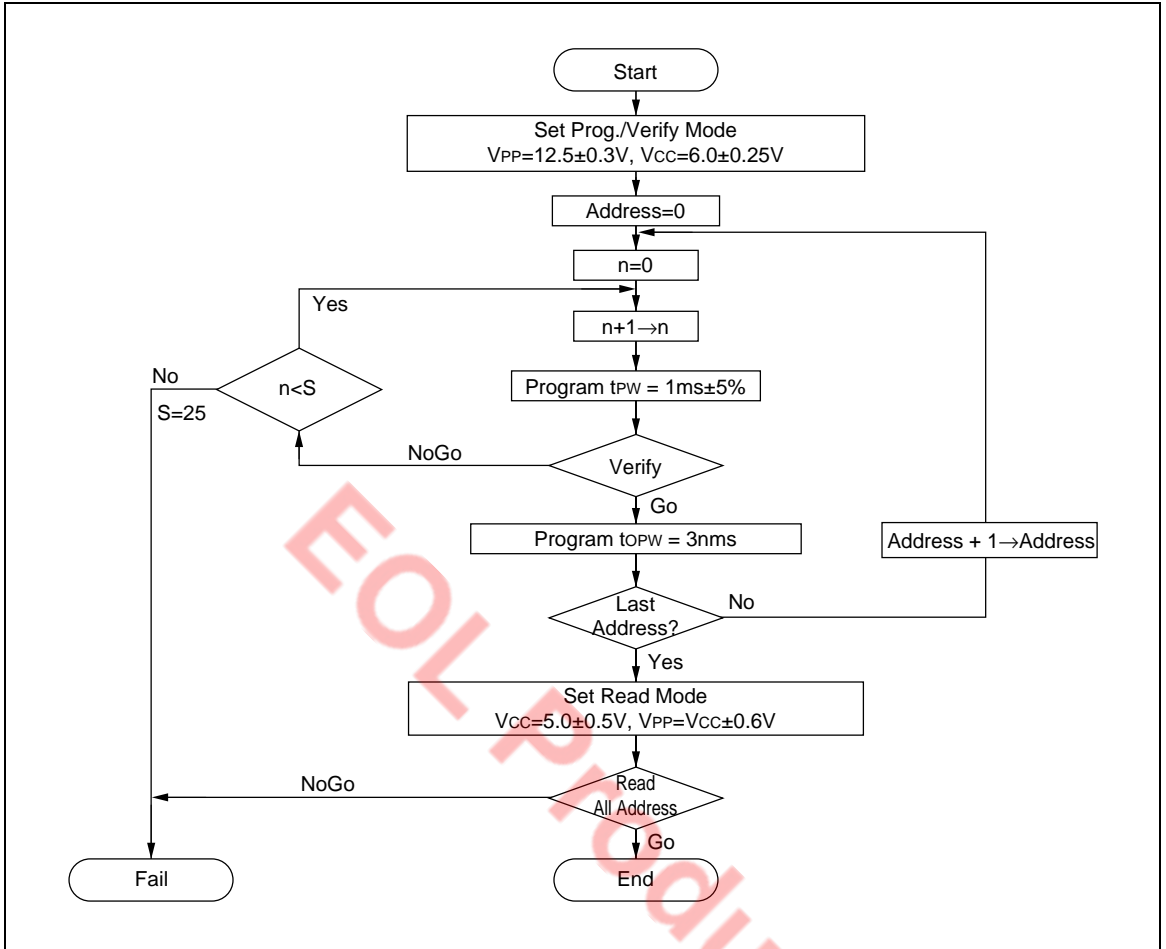 Start
Set Prog./Verify Mode
VPP=12.5±0.3V, VCC=6.0±0.25V
Address=0
n=0
Yes
n+1→n
No
n<S
S=25
Program tPW = 1ms±5%
NoGo
Verify
Go
Program tOPW = 3nms
Address + 1→Address
Last
Address?
No
Yes
Set Read Mode
VCC=5.0±0.5V, VPP=VCC±0.6V
NoGo
Read
All Address
Go
Fail
End
EOL Produ